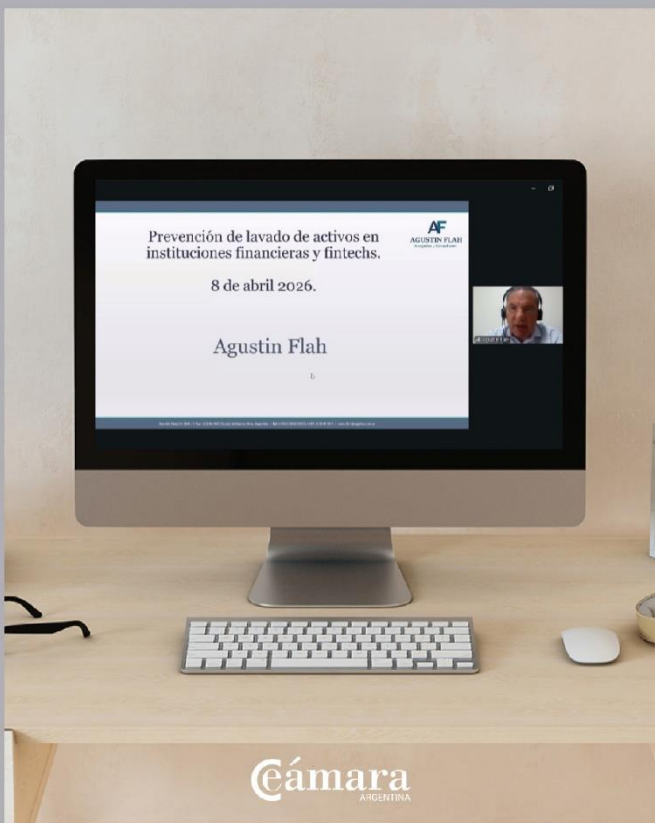 Prevención de lavado de activos en
instituciones financieras y fintechs.
8 de abril 2026.
Agustin Flah
AF
AGUSTIN FLAH
Cámara
ARGENTINA